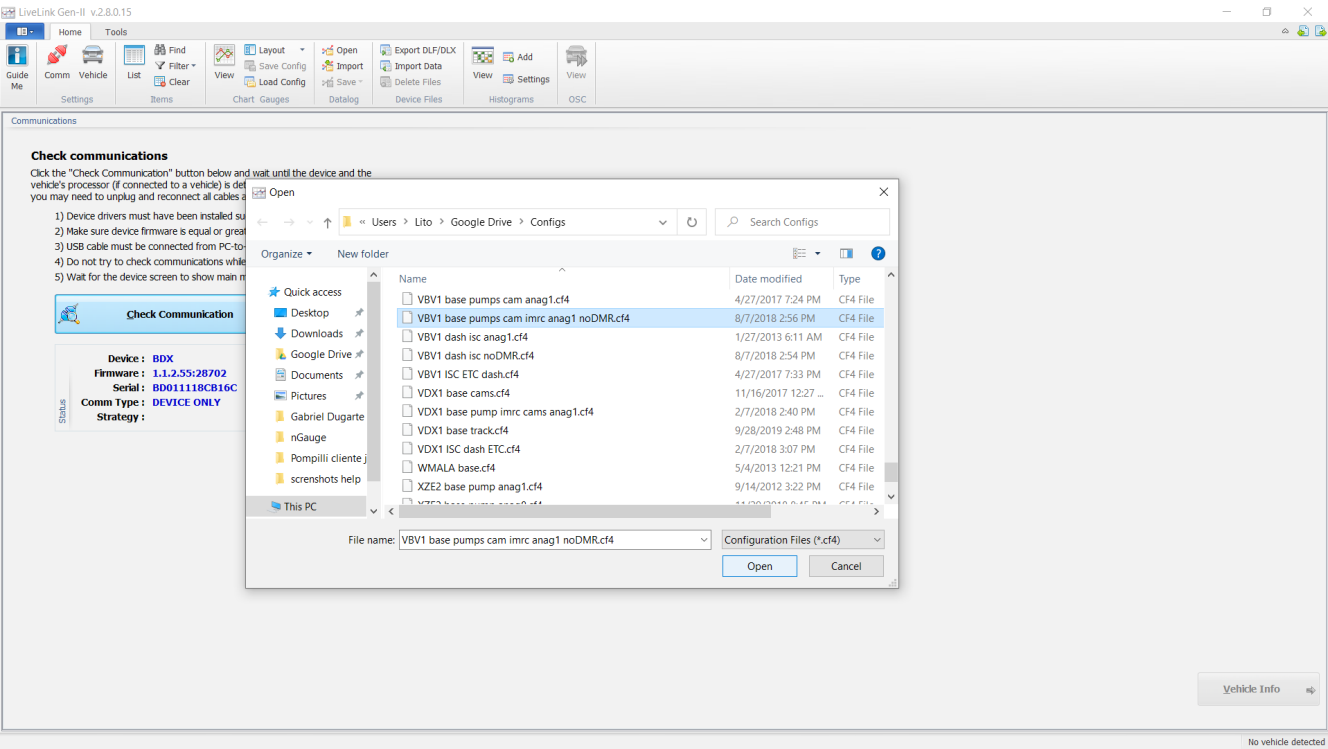 LiveLink Gen-II v.2.8.0.15
Home Tools
Guide Me
Comm
Vehicle
Settings
List
Find
Filter
Clear
Items
View
Layout
Save Config
Load Config
Chart Gauges
Open
Import
Save
Datalog
Export DLF/DLX
Import Data
Delete Files
Device Files
View
Add
Settings
Histograms
View
OSC
Communications
Check communications
Click the "Check Communication" button below and wait until the device and the
vehicle's processor (if connected to a vehicle) is
you may need to unplug and reconnect all cables
1) Device drivers must have been installed
2) Make sure device firmware is equal or
3) USB cable must be connected from
4) Do not try to check communications
5) Wait for the device screen to show main
Check Communication
Status
Device : BDX
Firmware : 1.1.2.55:28702
Serial : BD011118CB16C
Comm Type : DEVICE ONLY
Strategy :
Open
« Users > Lito > Google Drive > Configs
Search Configs
Organize
New folder
?
Quick access
Desktop
Downloads
Google Drive
Documents
Pictures
Gabriel Dugarte
nGauge
Pompilli cliente
screnshots help
This PC
Name Date modified Type
VBV1 base pumps cam anag1.cf4 4/27/2017 7:24 PM CF4 File
VBV1 base pumps cam imrc anag1 noDMR.cf4 8/7/2018 2:56 PM CF4 File
VBV1 dash isc anag1.cf4 1/27/2013 6:11 AM CF4 File
VBV1 dash isc noDMR.cf4 8/7/2018 2:54 PM CF4 File
VBV1 ISC ETC dash.cf4 4/27/2017 7:33 PM CF4 File
VDX1 base cams.cf4 11/16/2017 12:27 ... CF4 File
VDX1 base pump imrc cams anag1.cf4 2/7/2018 2:40 PM CF4 File
VDX1 base track.cf4 9/28/2019 2:48 PM CF4 File
VDX1 ISC dash ETC.cf4 2/7/2018 3:07 PM CF4 File
WMALA base.cf4 5/4/2013 12:21 PM CF4 File
XZE2 base pump anag1.cf4 9/14/2012 3:22 PM CF4 File
File name: VBV1 base pumps cam imrc anag1 noDMR.cf4
Configuration Files (*.cf4)
Open
Cancel
Vehicle Info
No vehicle detected